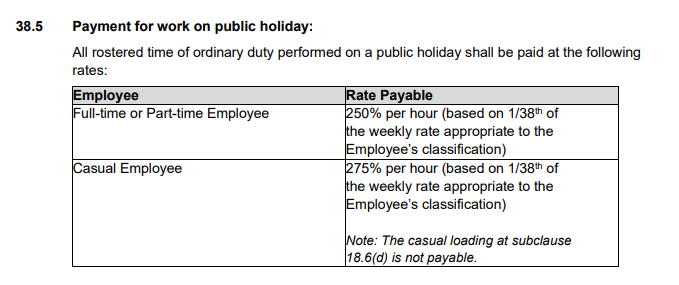 38.5 Payment for work on public holiday:
All rostered time of ordinary duty performed on a public holiday shall be paid at the following
rates:
Employee Rate Payable
Full-time or Part-time Employee 250% per hour (based on 1/38th of
the weekly rate appropriate to the
Employee's classification)
Casual Employee 275% per hour (based on 1/38th of
the weekly rate appropriate to the
Employee's classification)
Note: The casual loading at subclause
18.6(d) is not payable.